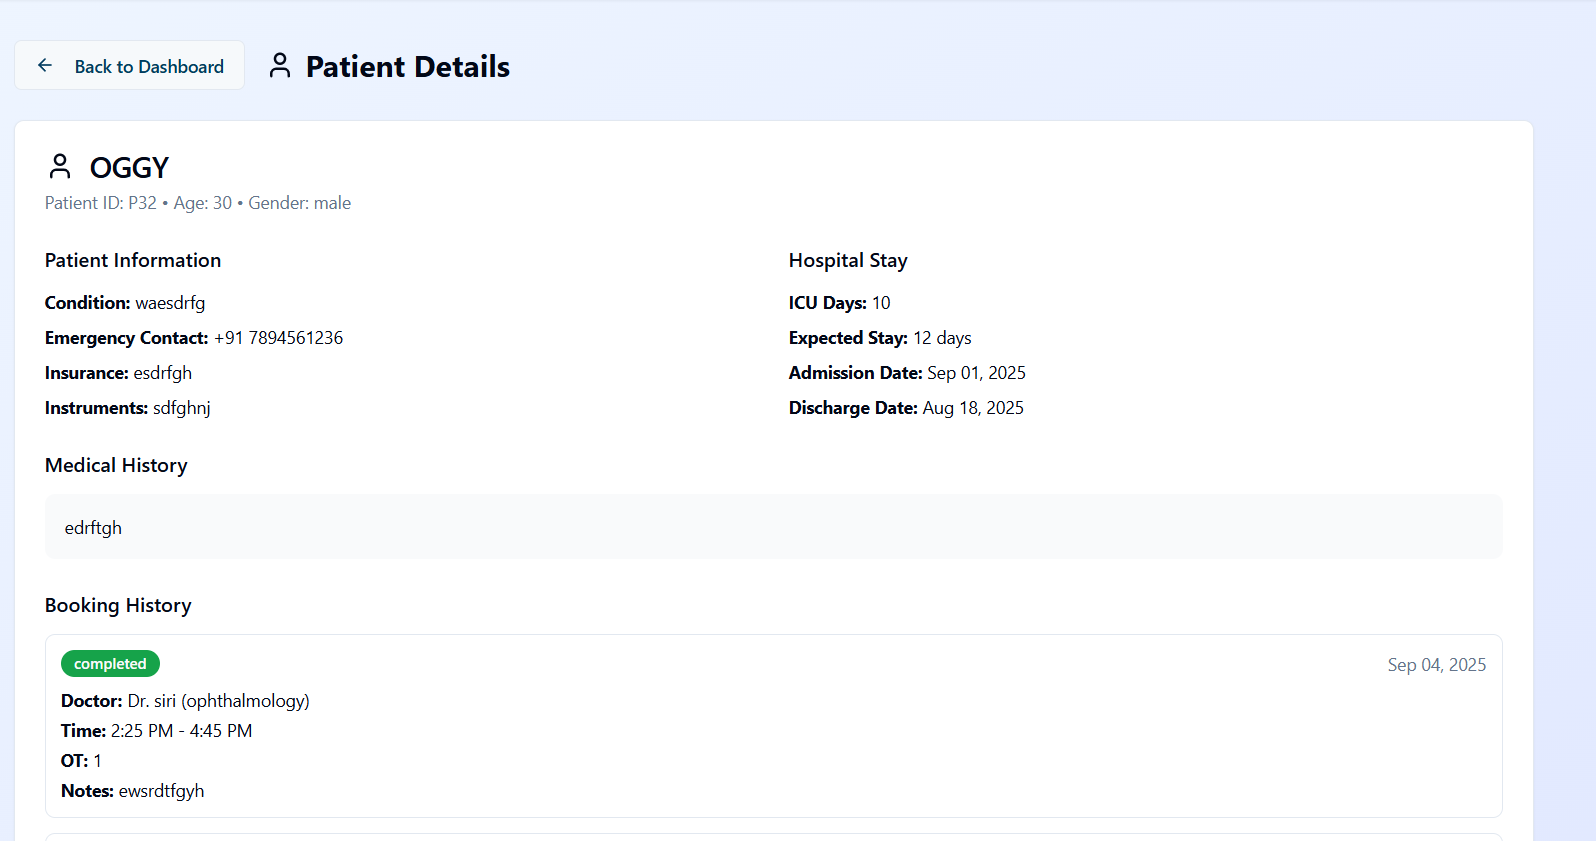 Back to Dashboard
Patient Details
OGGY
Patient ID: P32 • Age: 30 • Gender: male
Patient Information
Condition: waesdrfg
Emergency Contact: +91 7894561236
Insurance: esdrfgh
Instruments: sdfghnj
Hospital Stay
ICU Days: 10
Expected Stay: 12 days
Admission Date: Sep 01, 2025
Discharge Date: Aug 18, 2025
Medical History
edrftgh
Booking History
completed
Sep 04, 2025
Doctor: Dr. siri (ophthalmology)
Time: 2:25 PM - 4:45 PM
OT: 1
Notes: ewsrdtfgyh